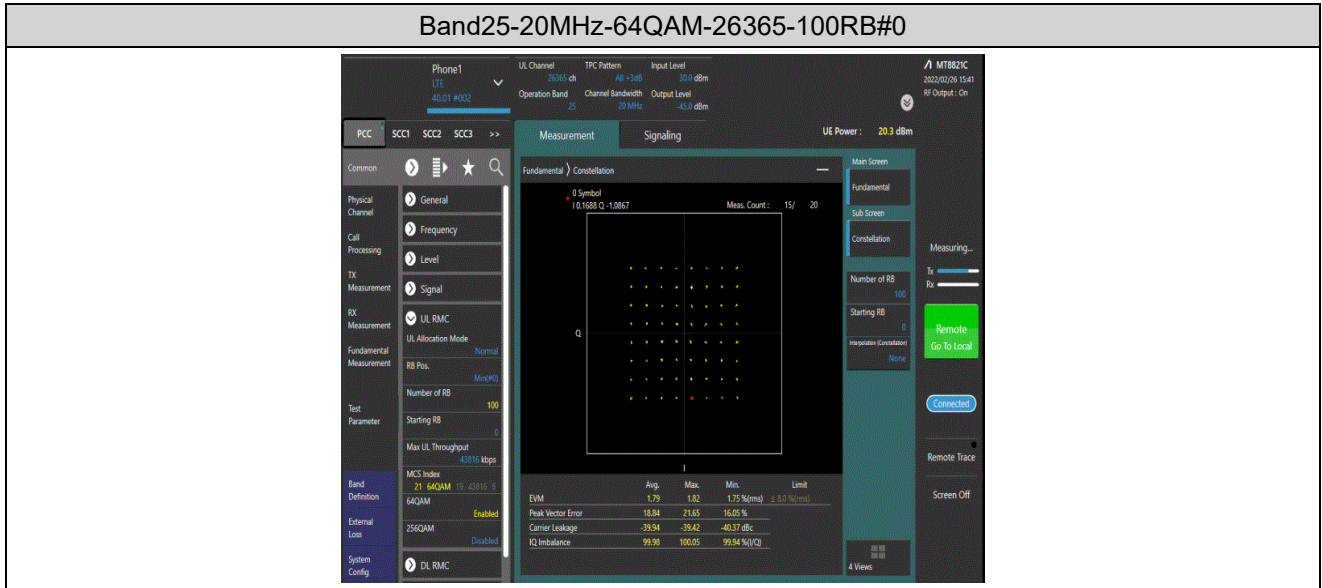 Band25-20MHz-64QAM-26365-100RB#0
Phone1
LTE
40.01 #002
UL Channel TPC Pattern Input Level
26365 ch All +3dB 30.0 dBm
Operation Band Channel Bandwidth Output Level
25 20 MHz -45.0 dBm
MT8821C
2022/02/26 15:41
RF Output : On
PCC SCC1 SCC2 SCC3 >>
Measurement Signaling
UE Power : 20.3 dBm
Common
Physical
Channel
Call
Processing
TX
Measurement
RX
Measurement
Fundamental
Measurement
Test
Parameter
Band
Definition
External
Loss
System
Config
General
Frequency
Level
Signal
UL RMC
UL Allocation Mode
Normal
RB Pos.
Min(#0)
Number of RB
100
Starting RB
0
Max UL Throughput
43816 kbps
MCS Index
21 64QAM 19 43816 6
64QAM
Enabled
256QAM
Disabled
DL RMC
Fundamental > Constellation
0 Symbol
I 0.1688 Q -1.0867
Meas. Count : 15/ 20
Q
I
Avg. Max. Min. Limit
EVM 1.79 1.82 1.75 %(rms) ≤ 8.0 %(rms)
Peak Vector Error 18.84 21.65 16.05 %
Carrier Leakage -39.94 -39.42 -40.37 dBc
IQ Imbalance 99.98 100.05 99.94 %(I/Q)
Main Screen
Fundamental
Sub Screen
Constellation
Number of RB
100
Starting RB
0
Interpolation (Constellation)
None
4 Views
Measuring...
Tx
Rx
Remote
Go To Local
Connected
Remote Trace
Screen Off